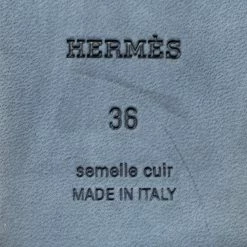 HERMÈS
36
semelle cuir
MADE IN ITALY